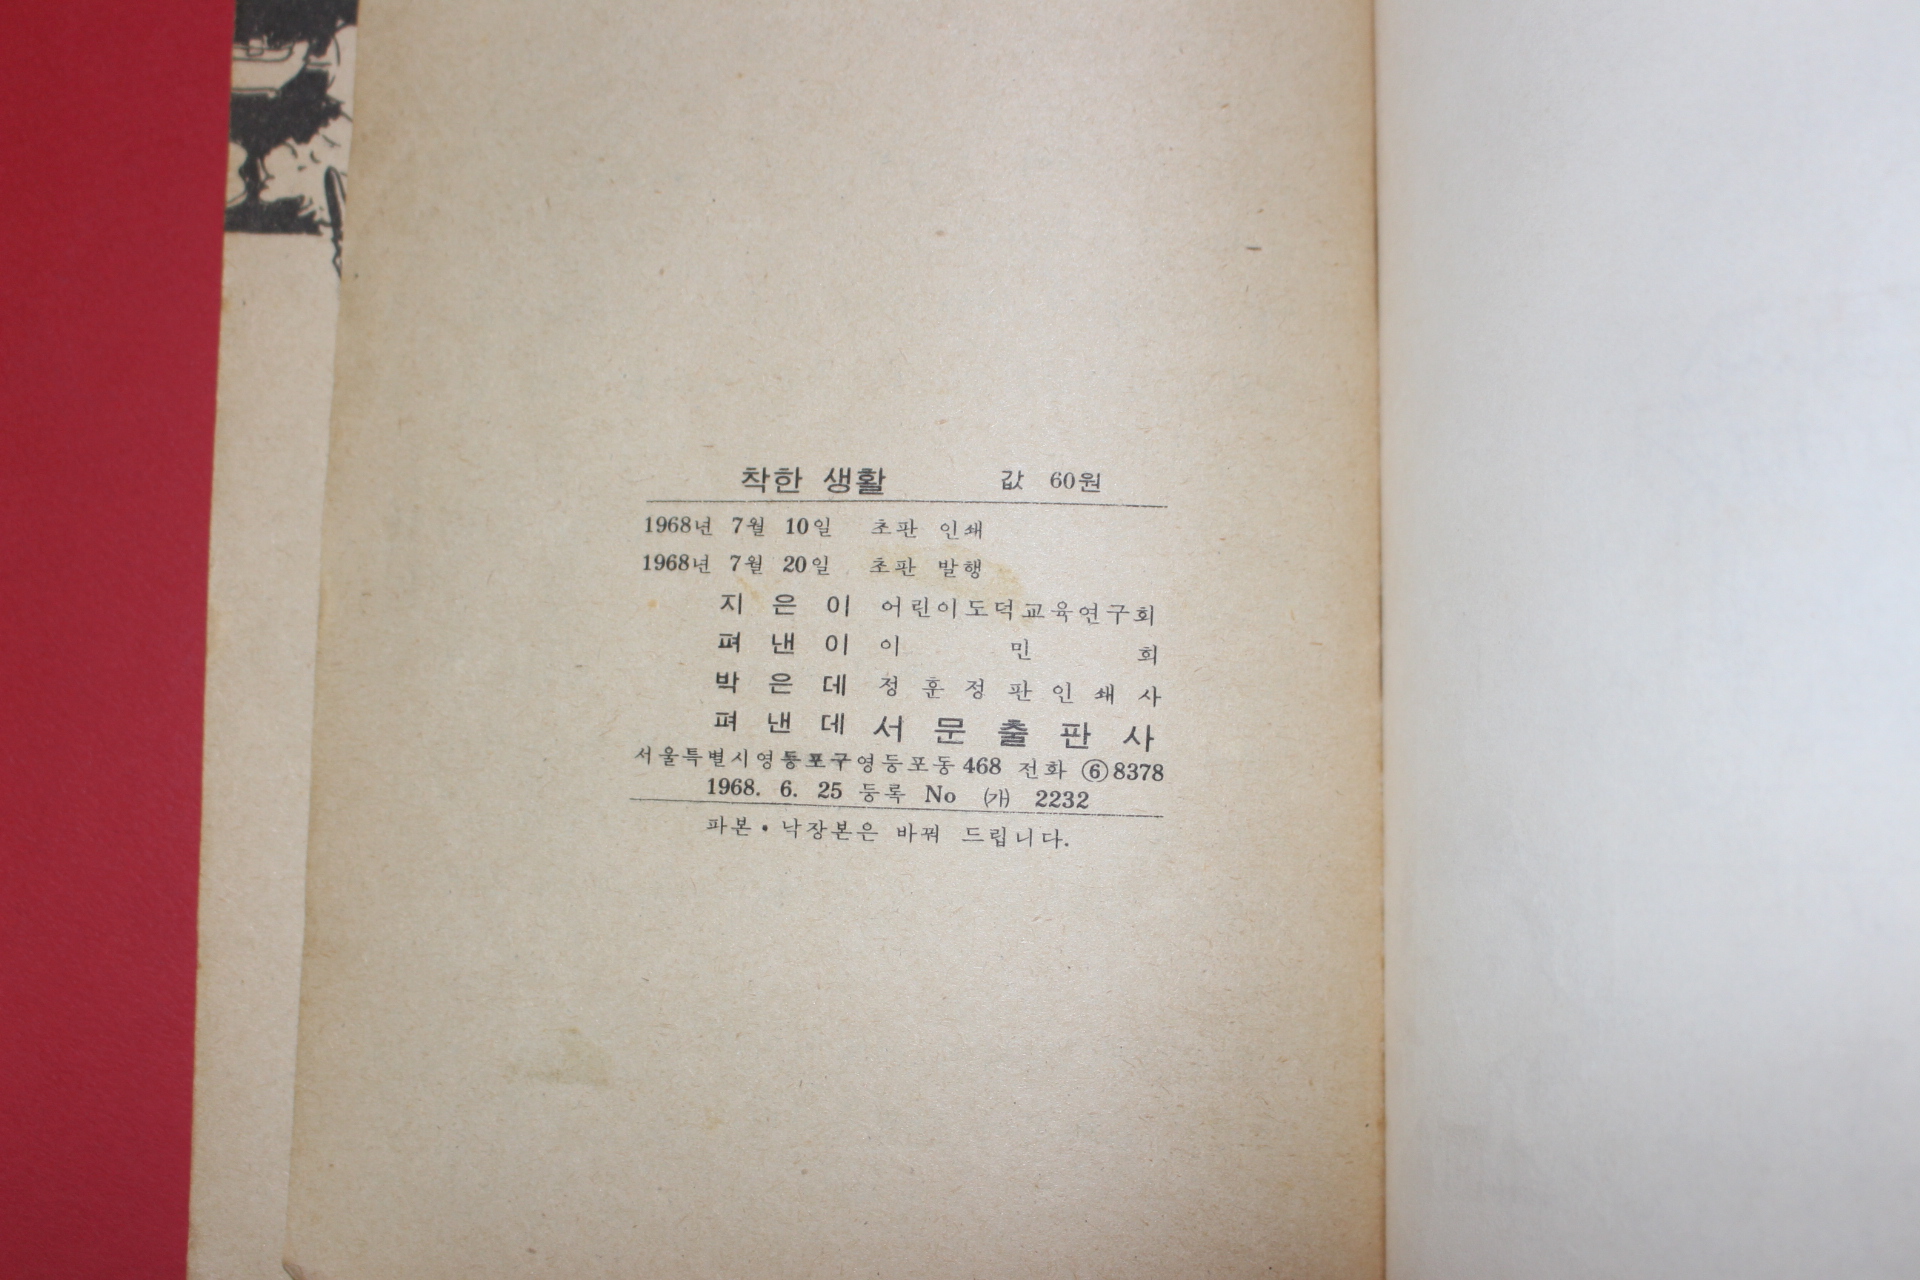 착한 생활 값 60원
1968년 7월 10일 초판 인쇄
1968년 7월 20일 초판 발행
지은이 어린이도덕교육연구회
펴낸이 이민희
박은데 정훈정판인쇄사
펴낸데 서문출판사
서울특별시영등포구영등포동 468 전화 ⑥8378
1968. 6. 25 등록 No ㈎ 2232
파본・낙장본은 바꿔 드립니다.